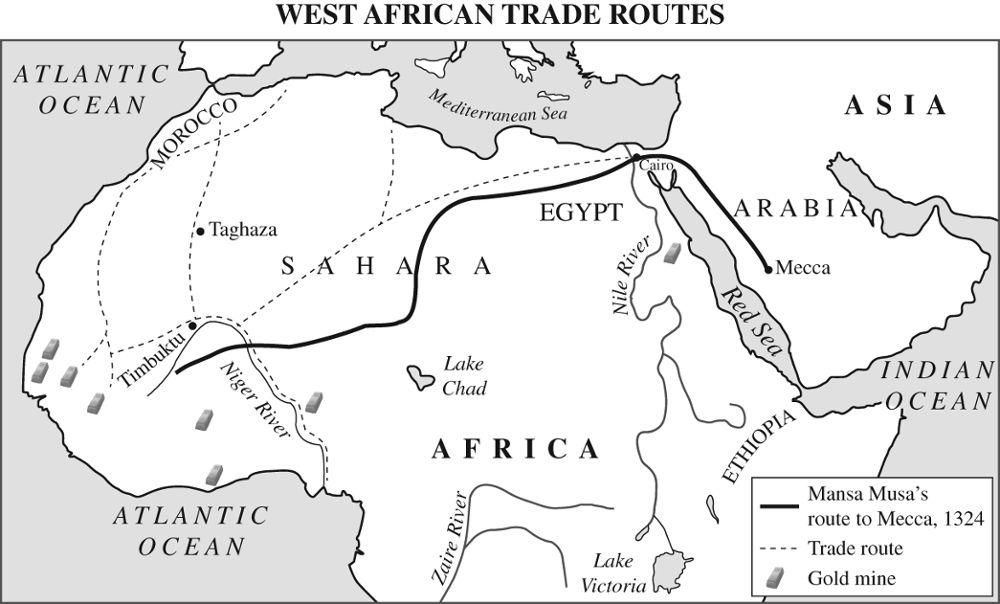 WEST AFRICAN TRADE ROUTES
ATLANTIC
OCEAN
MOROCCO
Mediterranean Sea
ASIA
Cairo
Taghaza
EGYPT
ARABIA
SAHARA
Nile River
Mecca
Red Sea
Timbuktu
Niger River
Lake
Chad
INDIAN
OCEAN
AFRICA
ETHIOPIA
ATLANTIC
OCEAN
Zaire River
Lake
Victoria
Mansa Musa's
route to Mecca, 1324
Trade route
Gold mine